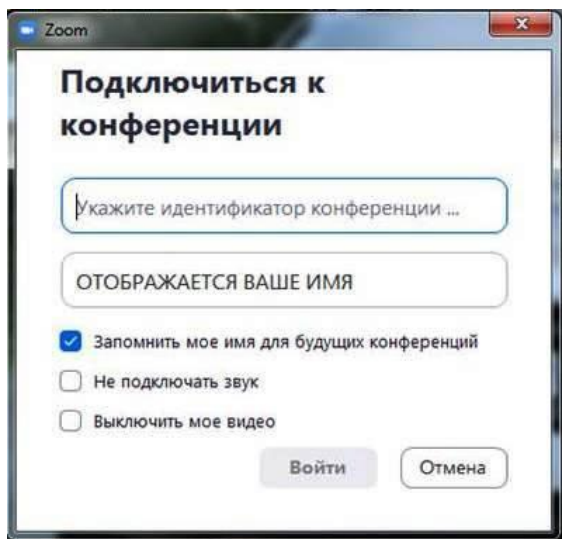 Zoom
Подключиться к
конференции
Укажите идентификатор конференции ...
ОТОБРАЖАЕТСЯ ВАШЕ ИМЯ
Запомнить мое имя для будущих конференций
Не подключать звук
Выключить мое видео
Войти Отмена